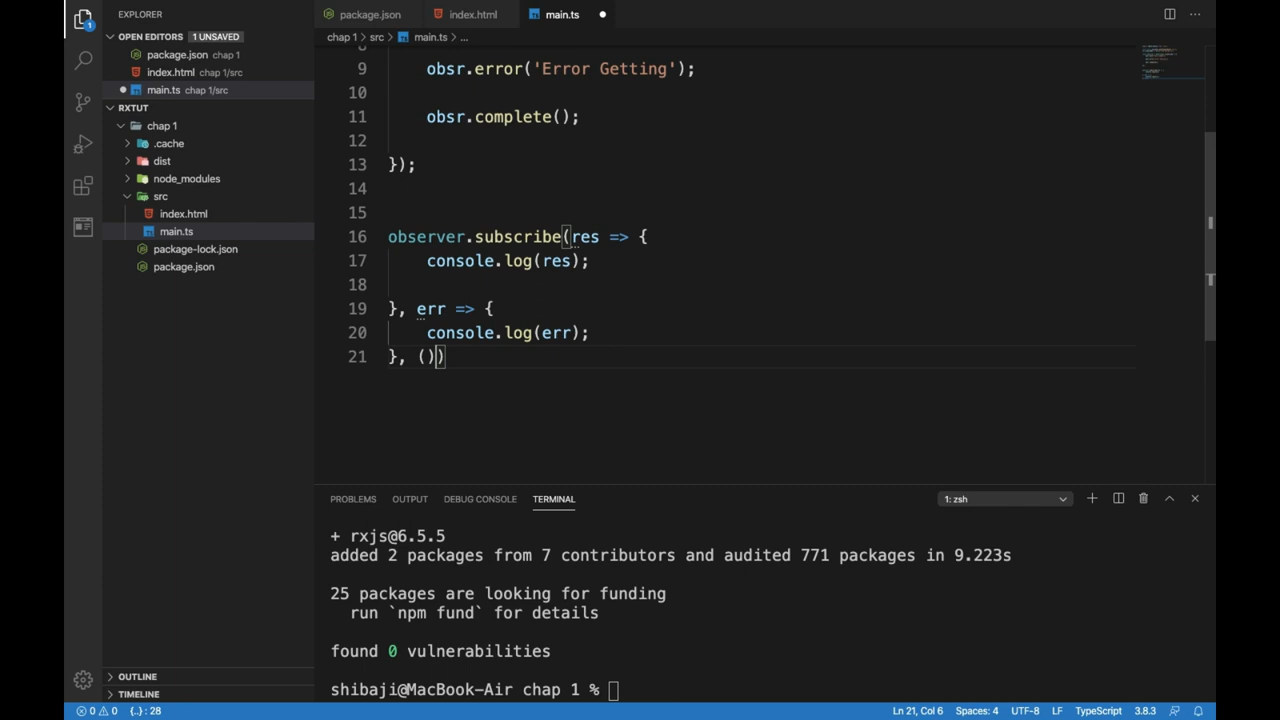 EXPLORER
OPEN EDITORS 1 UNSAVED
package.json chap 1
index.html chap 1/src
main.ts chap 1/src
RXTUT
chap 1
.cache
dist
node_modules
src
index.html
main.ts
package-lock.json
package.json
OUTLINE
TIMELINE
1
package.json index.html main.ts
chap 1 > src > main.ts > ...
9 obsr.error('Error Getting');
10
11 obsr.complete();
12
13 });
14
15
16 observer.subscribe(res => {
17 console.log(res);
18
19 }, err => {
20 console.log(err);
21 }, ())
PROBLEMS OUTPUT DEBUG CONSOLE TERMINAL 1: zsh
+ rxjs@6.5.5
added 2 packages from 7 contributors and audited 771 packages in 9.223s
25 packages are looking for funding
run `npm fund` for details
found 0 vulnerabilities
shibaji@MacBook-Air chap 1 %
0 0 {..}: 28 Ln 21, Col 6 Spaces: 4 UTF-8 LF TypeScript 3.8.3